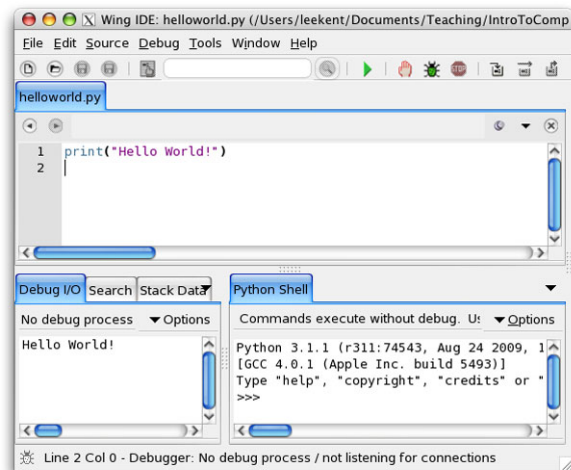 Wing IDE: helloworld.py (/Users/leekent/Documents/Teaching/IntroToComp
File Edit Source Debug Tools Window Help
helloworld.py
1 print("Hello World!")
2
Debug I/O Search Stack Data Python Shell
No debug process Options Commands execute without debug. Us Options
Hello World!
Python 3.1.1 (r311:74543, Aug 24 2009, 1
[GCC 4.0.1 (Apple Inc. build 5493)]
Type "help", "copyright", "credits" or "
>>>
Line 2 Col 0 - Debugger: No debug process / not listening for connections